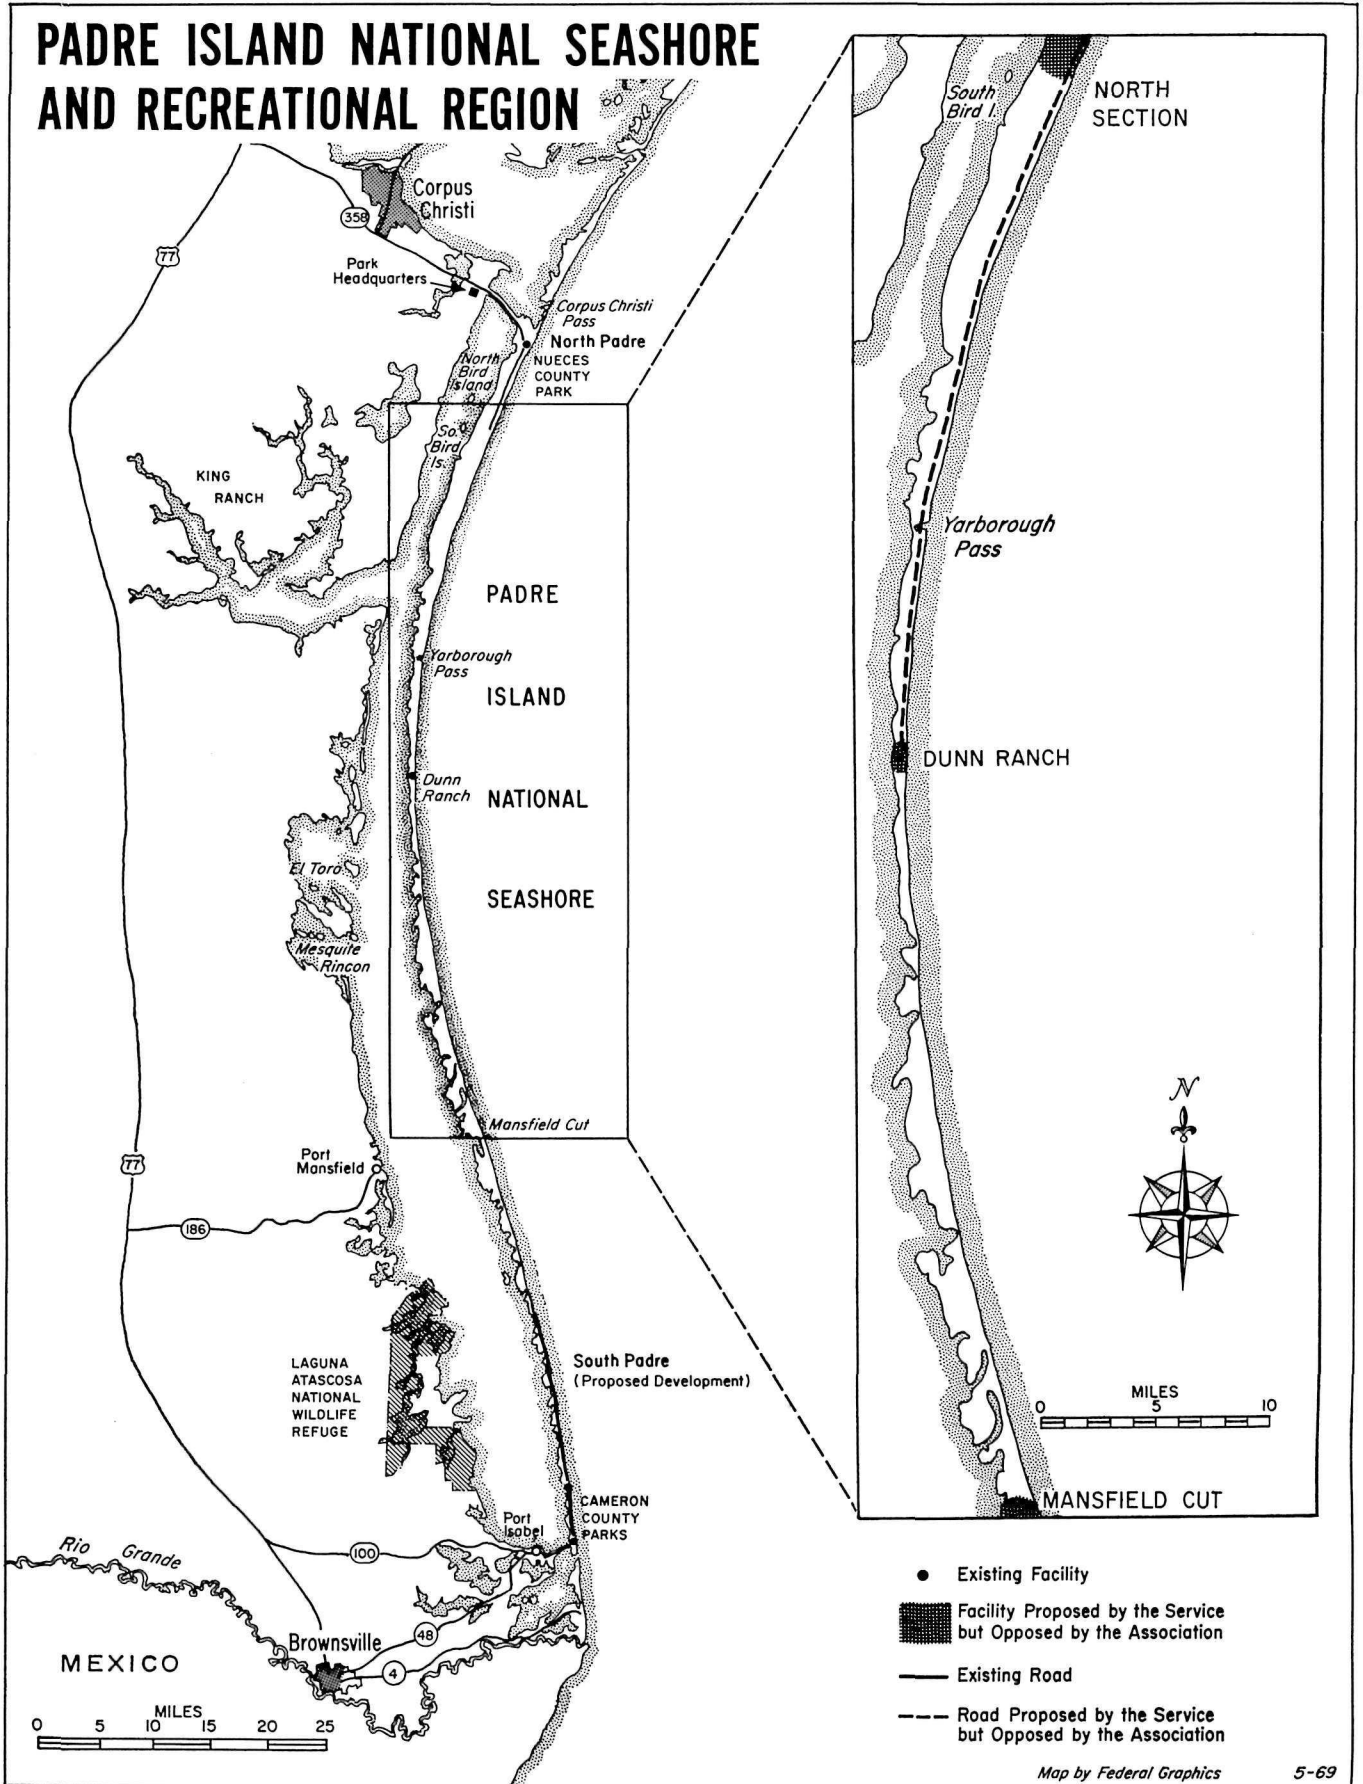 PADRE ISLAND NATIONAL SEASHORE
AND RECREATIONAL REGION
Corpus
Christi
358
77
Park
Headquarters
Corpus Christi
Pass
North Padre
NUECES
COUNTY
PARK
North
Bird
Island
So.
Bird
Is.
KING
RANCH
PADRE
ISLAND
NATIONAL
SEASHORE
Yarborough
Pass
Dunn
Ranch
El Toro
Mesquite
Rincon
Mansfield Cut
Port
Mansfield
77
186
LAGUNA
ATASCOSA
NATIONAL
WILDLIFE
REFUGE
South Padre
(Proposed Development)
CAMERON
COUNTY
PARKS
Port
Isabel
100
Rio Grande
48
Brownsville
4
MEXICO
MILES
0 5 10 15 20 25
South
Bird I.
NORTH
SECTION
Yarborough
Pass
DUNN RANCH
N
MILES
0 5 10
MANSFIELD CUT
Existing Facility
Facility Proposed by the Service
but Opposed by the Association
Existing Road
Road Proposed by the Service
but Opposed by the Association
Map by Federal Graphics 5-69